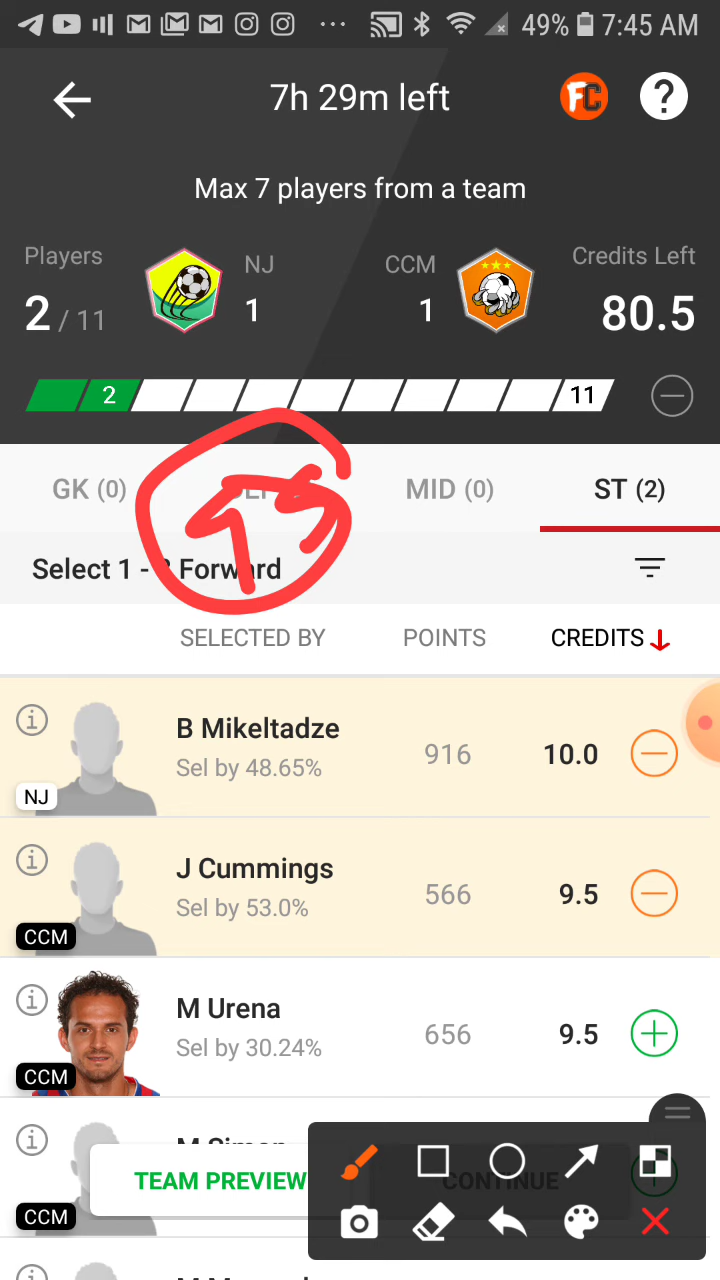 49% 7:45 AM
7h 29m left FC ?
Max 7 players from a team
Players NJ CCM Credits Left
2 / 11 1 1 80.5
2 11
GK (0) MID (0) ST (2)
Select 1 - Forward
SELECTED BY POINTS CREDITS
B Mikeltadze
Sel by 48.65% 916 10.0
NJ
J Cummings
Sel by 53.0% 566 9.5
CCM
M Urena
Sel by 30.24% 656 9.5
CCM
TEAM PREVIEW CONTINUE
CCM